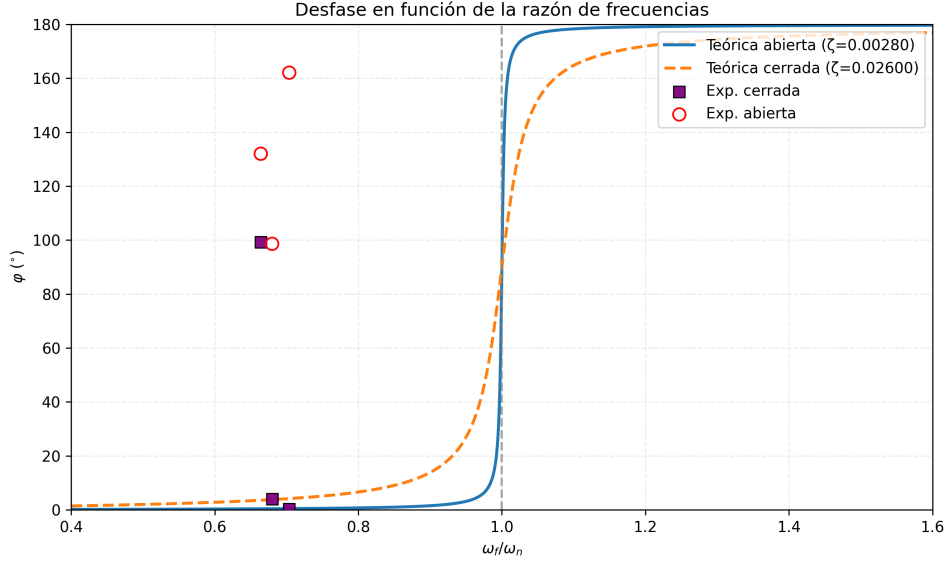 Desfase en función de la razón de frecuencias
180
160
140
120
100
80
60
40
20
0
φ (°)
Teórica abierta (ζ=0.00280)
Teórica cerrada (ζ=0.02600)
Exp. cerrada
Exp. abierta
0.4 0.6 0.8 1.0 1.2 1.4 1.6
ω_f/ω_n